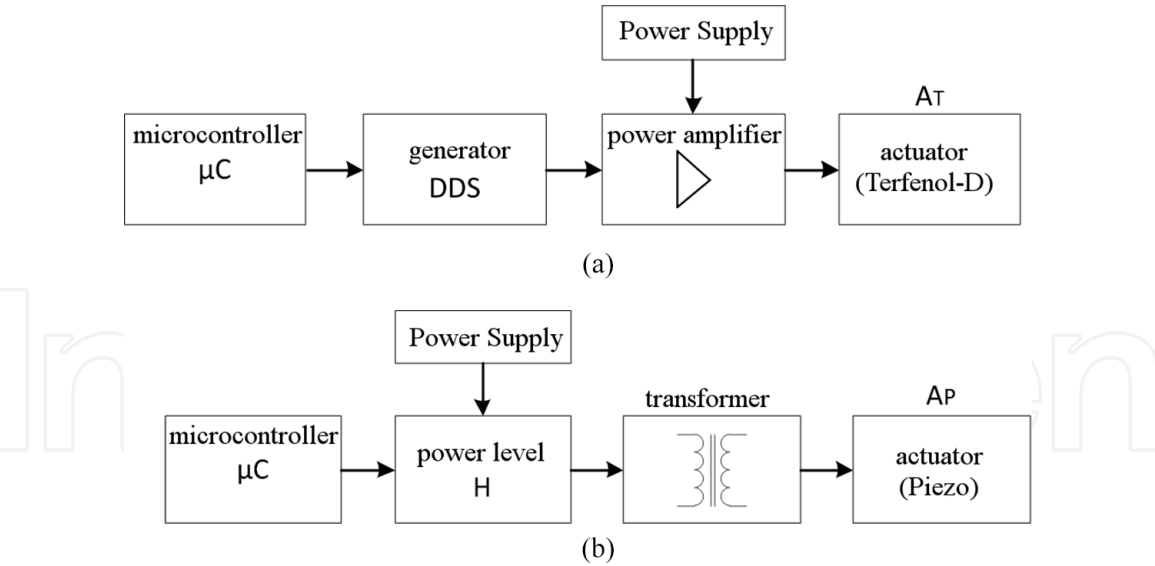 Power Supply
AT
microcontroller
µC
generator
DDS
power amplifier
actuator
(Terfenol-D)
(a)
Power Supply
transformer
AP
microcontroller
µC
power level
H
actuator
(Piezo)
(b)